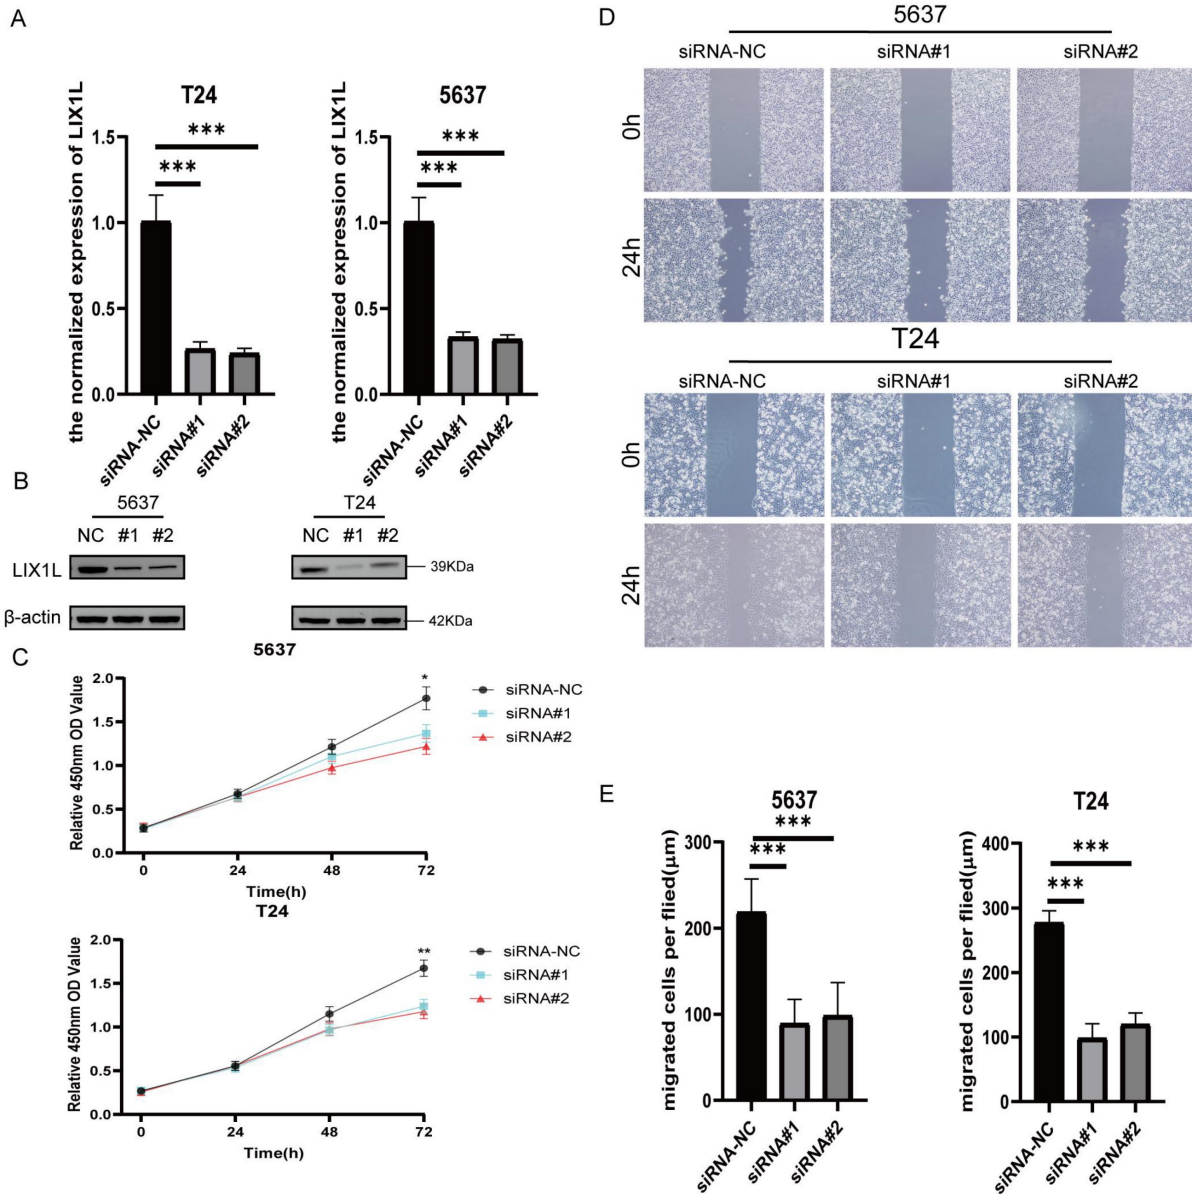 A
T24
the normalized expression of LIX1L
1.5
1.0
0.5
0.0
***
***
siRNA-NC
siRNA#1
siRNA#2
5637
the normalized expression of LIX1L
1.5
1.0
0.5
0.0
***
***
siRNA-NC
siRNA#1
siRNA#2
B
5637
T24
NC #1 #2
NC #1 #2
LIX1L
39KDa
β-actin
42KDa
C
5637
Relative 450nm OD Value
2.0
1.5
1.0
0.5
0.0
*
0 24 48 72
Time(h)
siRNA-NC
siRNA#1
siRNA#2
T24
Relative 450nm OD Value
2.0
1.5
1.0
0.5
0.0
**
0 24 48 72
Time(h)
siRNA-NC
siRNA#1
siRNA#2
D
5637
siRNA-NC siRNA#1 siRNA#2
0h
24h
T24
siRNA-NC siRNA#1 siRNA#2
0h
24h
E
5637
migrated cells per flied(μm)
300
200
100
0
***
***
siRNA-NC
siRNA#1
siRNA#2
T24
migrated cells per flied(μm)
400
300
200
100
0
***
***
siRNA-NC
siRNA#1
siRNA#2